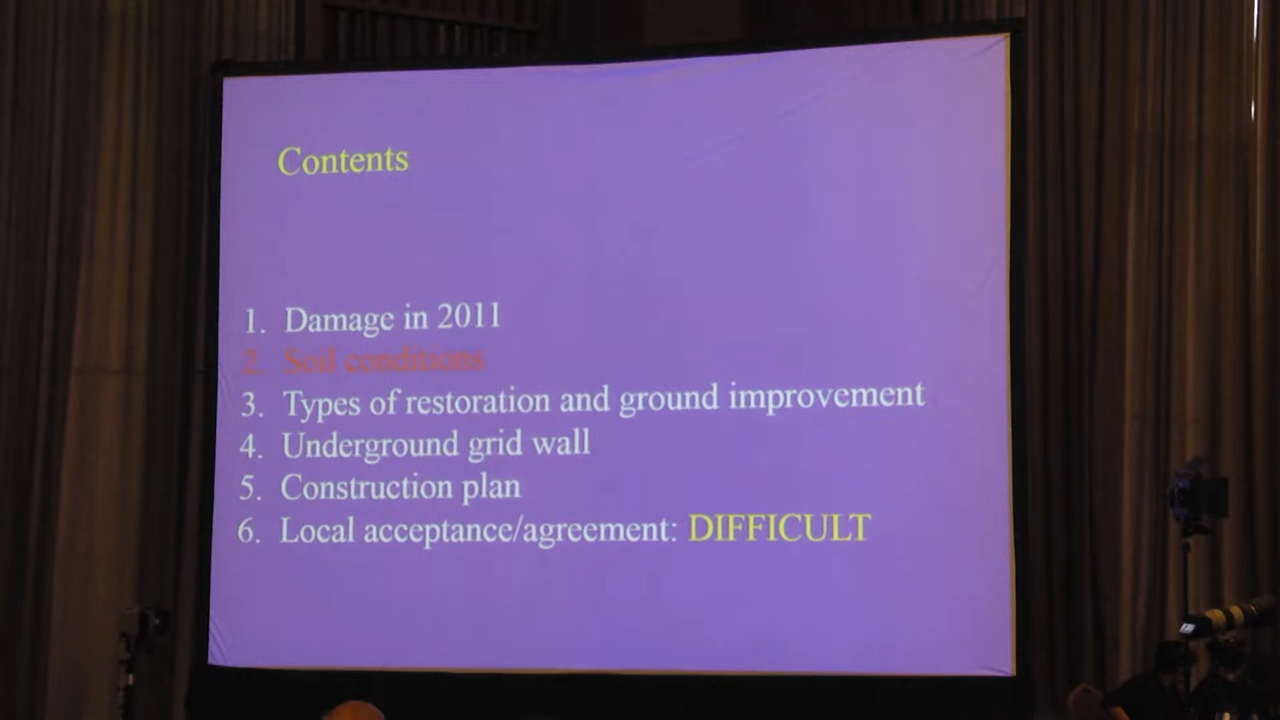 Contents
1. Damage in 2011
2. Soil conditions
3. Types of restoration and ground improvement
4. Underground grid wall
5. Construction plan
6. Local acceptance/agreement: DIFFICULT